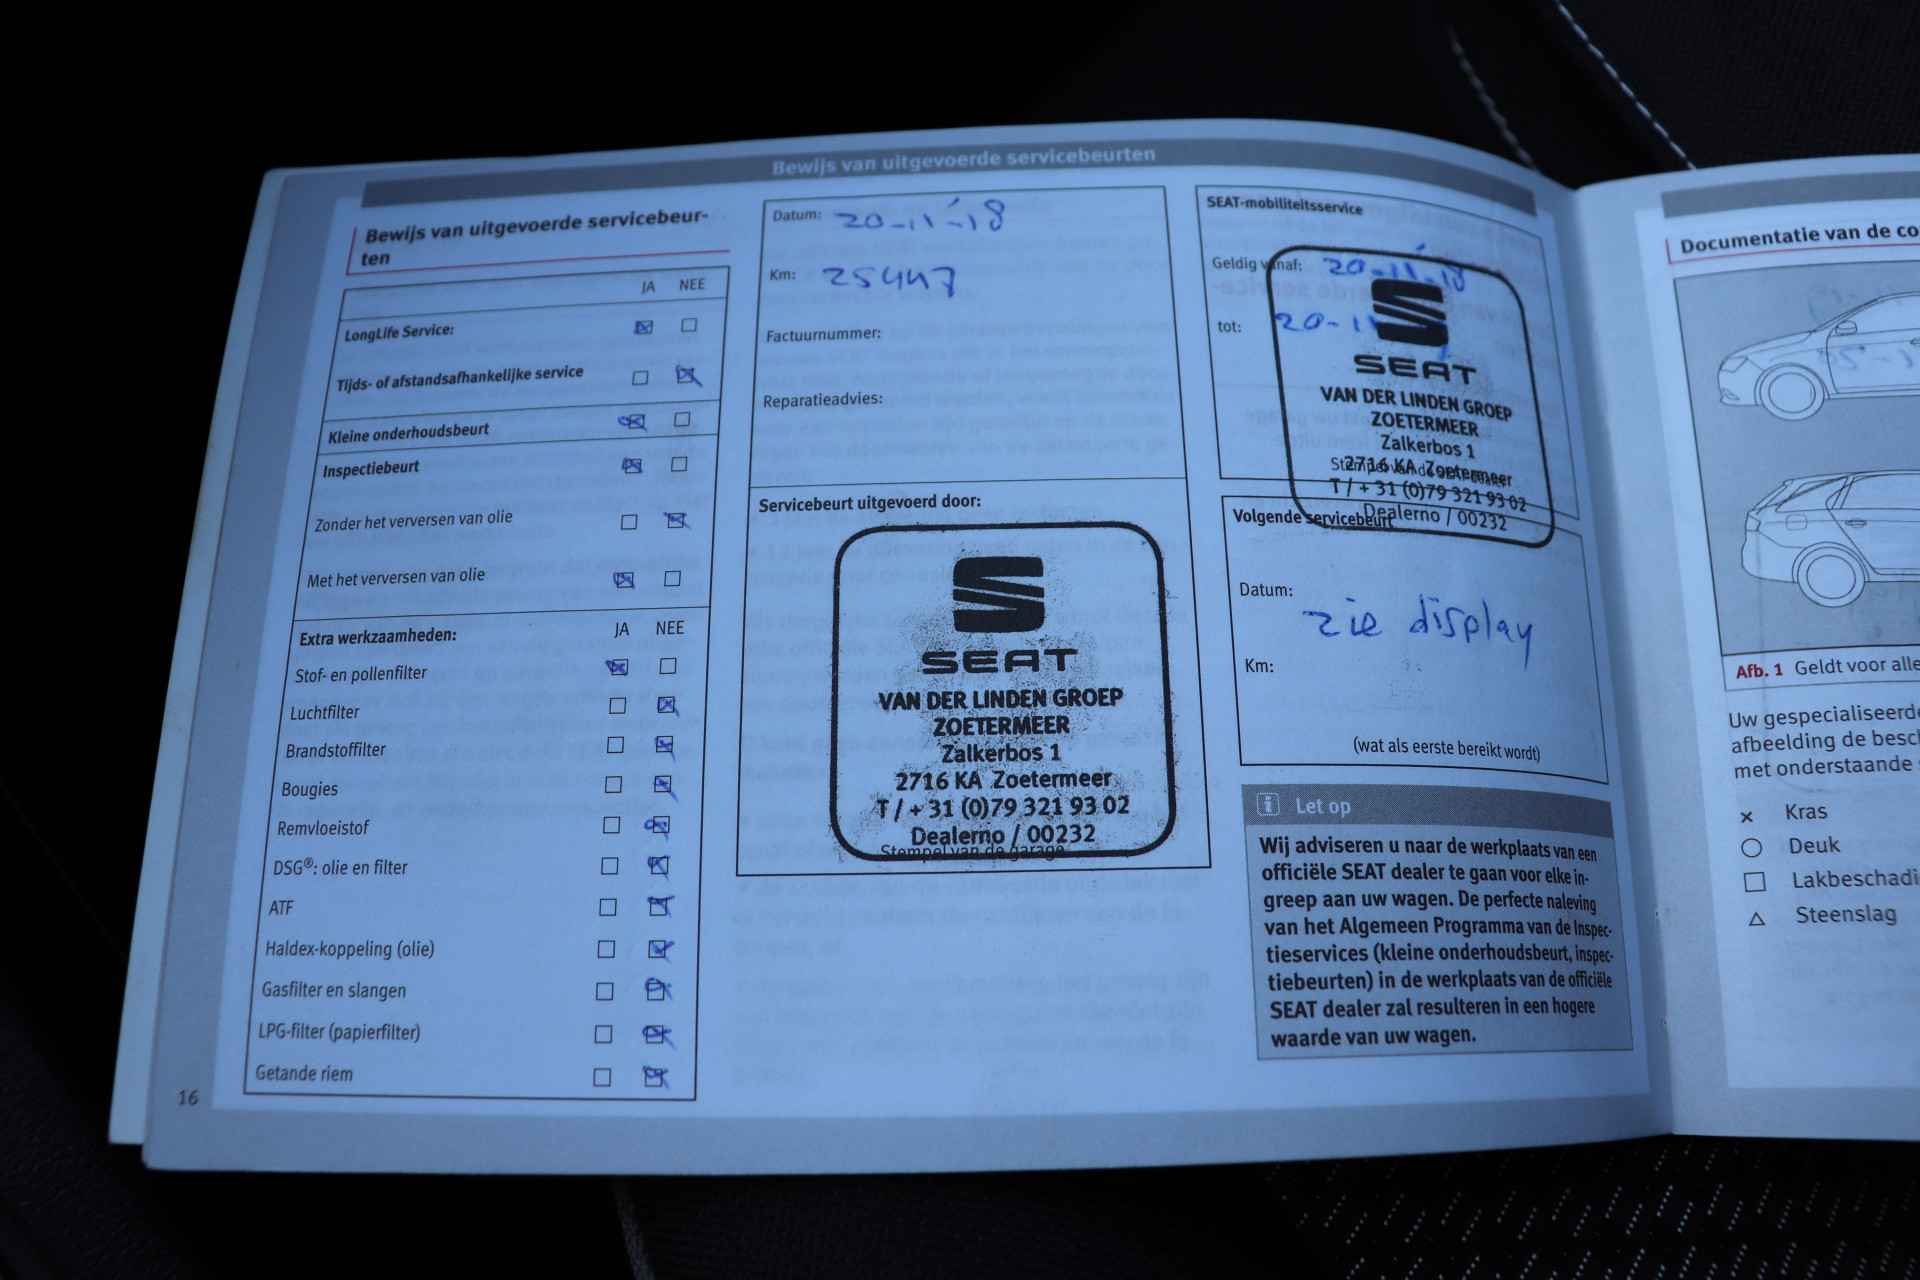 Bewijs van uitgevoerde servicebeurten
Bewijs van uitgevoerde servicebeur-
ten
JA NEE
LongLife Service:
Tijds- of afstandsafhankelijke service
Kleine onderhoudsbeurt
Inspectiebeurt
Zonder het verversen van olie
Met het verversen van olie
Extra werkzaamheden: JA NEE
Stof- en pollenfilter
Luchtfilter
Brandstoffilter
Bougies
Remvloeistof
DSG®: olie en filter
ATF
Haldex-koppeling (olie)
Gasfilter en slangen
LPG-filter (papierfilter)
Getande riem
16
Datum: 20-11-18
Km: 25447
Factuurnummer:
Reparatieadvies:
Servicebeurt uitgevoerd door:
SEAT
VAN DER LINDEN GROEP
ZOETERMEER
Zalkerbos 1
2716 KA Zoetermeer
T / + 31 (0)79 321 93 02
Dealerno / 00232
Stempel van de garage
SEAT-mobiliteitsservice
Geldig vanaf: 20-11-18
tot: 20-11
SEAT
VAN DER LINDEN GROEP
ZOETERMEER
Zalkerbos 1
2716 KA Zoetermeer
T / + 31 (0)79 321 93 02
Dealerno / 00232
Volgende servicebeurt
Datum:
zie display
Km:
(wat als eerste bereikt wordt)
i Let op
Wij adviseren u naar de werkplaats van een
officiële SEAT dealer te gaan voor elke in-
greep aan uw wagen. De perfecte naleving
van het Algemeen Programma van de Inspec-
tieservices (kleine onderhoudsbeurt, inspec-
tiebeurten) in de werkplaats van de officiële
SEAT dealer zal resulteren in een hogere
waarde van uw wagen.
Documentatie van de co
Afb. 1 Geldt voor alle
Uw gespecialiseerde
afbeelding de besch
met onderstaande
Kras
Deuk
Lakbeschadi
Steenslag